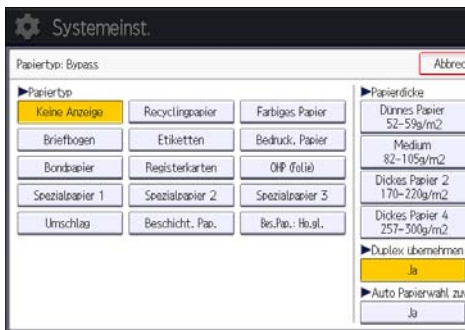 Systemeinst.
Papiertyp: Bypass
Abbrec
►Papiertyp
Keine Anzeige
Recyclingpapier
Farbiges Papier
Briefbogen
Etiketten
Bedruck. Papier
Bondpapier
Registerkarten
OHP (Folie)
Spezialpapier 1
Spezialpapier 2
Spezialpapier 3
Umschlag
Beschicht. Pap.
Bes.Pap.: Ho.gl.
►Papierdicke
Dünnes Papier
52-59g/m2
Medium
82-105g/m2
Dickes Papier 2
170-220g/m2
Dickes Papier 4
257-300g/m2
►Duplex übernehmen
Ja
►Auto Papierwahl zuw
Ja